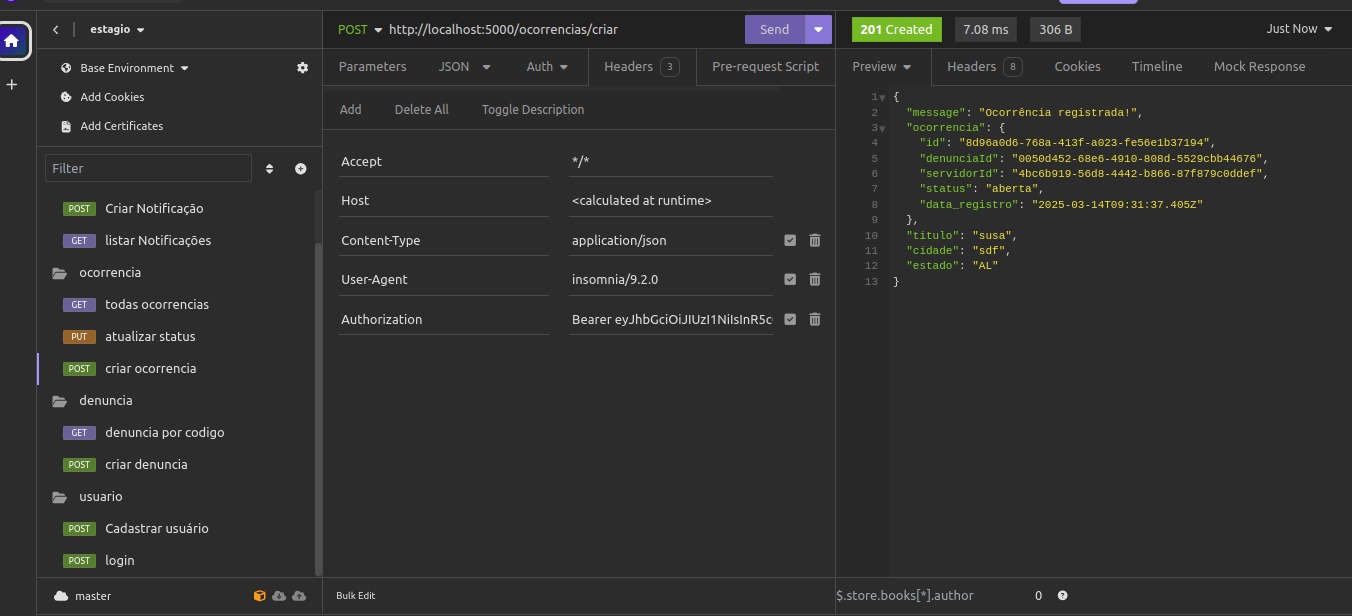 estagio
Base Environment
Add Cookies
Add Certificates
Filter
POST Criar Notificação
GET listar Notificações
ocorrencia
GET todas ocorrencias
PUT atualizar status
POST criar ocorrencia
denuncia
GET denuncia por codigo
POST criar denuncia
usuario
POST Cadastrar usuário
POST login
master
POST http://localhost:5000/ocorrencias/criar Send
Parameters JSON Auth Headers 3 Pre-request Script
Add Delete All Toggle Description
Accept */*
Host <calculated at runtime>
Content-Type application/json
User-Agent insomnia/9.2.0
Authorization Bearer eyJhbGciOiJIUzI1NiIsInR5c
Bulk Edit
201 Created 7.08 ms 306 B Just Now
Preview Headers 8 Cookies Timeline Mock Response
1 {
2 "message": "Ocorrência registrada!",
3 "ocorrencia": {
4 "id": "8d96a0d6-768a-413f-a023-fe56e1b37194",
5 "denunciaId": "0050d452-68e6-4910-808d-5529cbb44676",
6 "servidorId": "4bc6b919-56d8-4442-b866-87f879c0ddef",
7 "status": "aberta",
8 "data_registro": "2025-03-14T09:31:37.405Z"
9 },
10 "titulo": "susa",
11 "cidade": "sdf",
12 "estado": "AL"
13 }
$.store.books[*].author 0